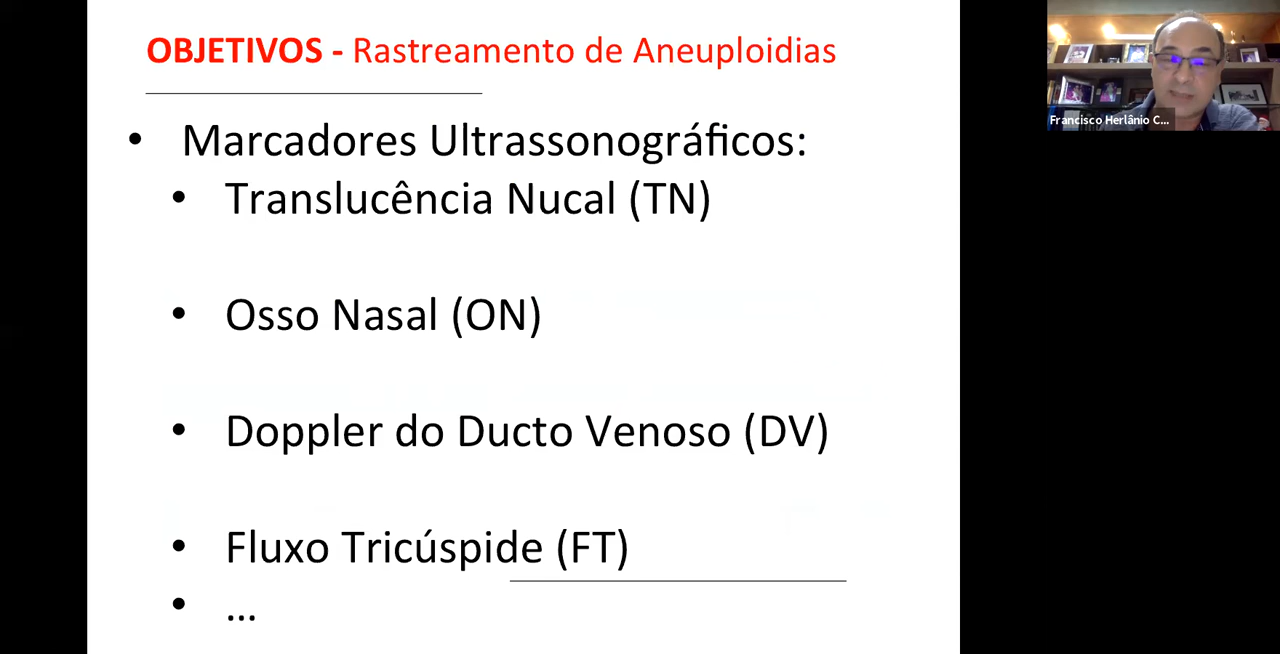 OBJETIVOS - Rastreamento de Aneuploidias
• Marcadores Ultrassonográficos:
• Translucência Nucal (TN)
• Osso Nasal (ON)
• Doppler do Ducto Venoso (DV)
• Fluxo Tricúspide (FT)
• ...
Francisco Herlânio C...